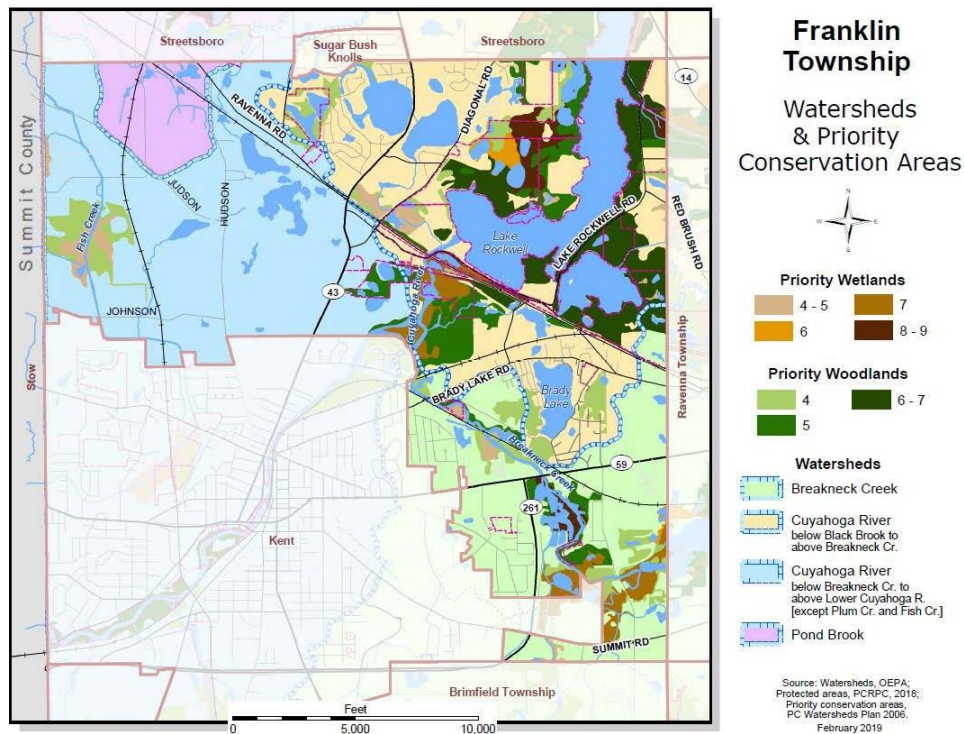 Franklin
Township
Watersheds
& Priority
Conservation Areas
N
W
E
S
Priority Wetlands
4 - 5
7
6
8 - 9
Priority Woodlands
4
6 - 7
5
Watersheds
Breakneck Creek
Cuyahoga River
below Black Brook to
above Breakneck Cr.
Cuyahoga River
below Breakneck Cr. to
above Lower Cuyahoga R.
[except Plum Cr. and Fish Cr.]
Pond Brook
Source: Watersheds, OEPA;
Protected areas, PCRPC, 2018;
Priority conservation areas,
PC Watersheds Plan 2006.
February 2019
Streetsboro
Sugar Bush
Knolls
Streetsboro
14
RAVENNA RD
DIAGONAL RD
Summit County
JUDSON
HUDSON
Fish Creek
Lake
Rockwell
LAKE ROCKWELL RD
RED BRUSH RD
43
JOHNSON
Cuyahoga River
Stow
BRADY LAKE RD
Brady
Lake
Ravenna Township
Breakneck Creek
59
261
Kent
SUMMIT RD
Brimfield Township
Feet
0
5,000
10,000